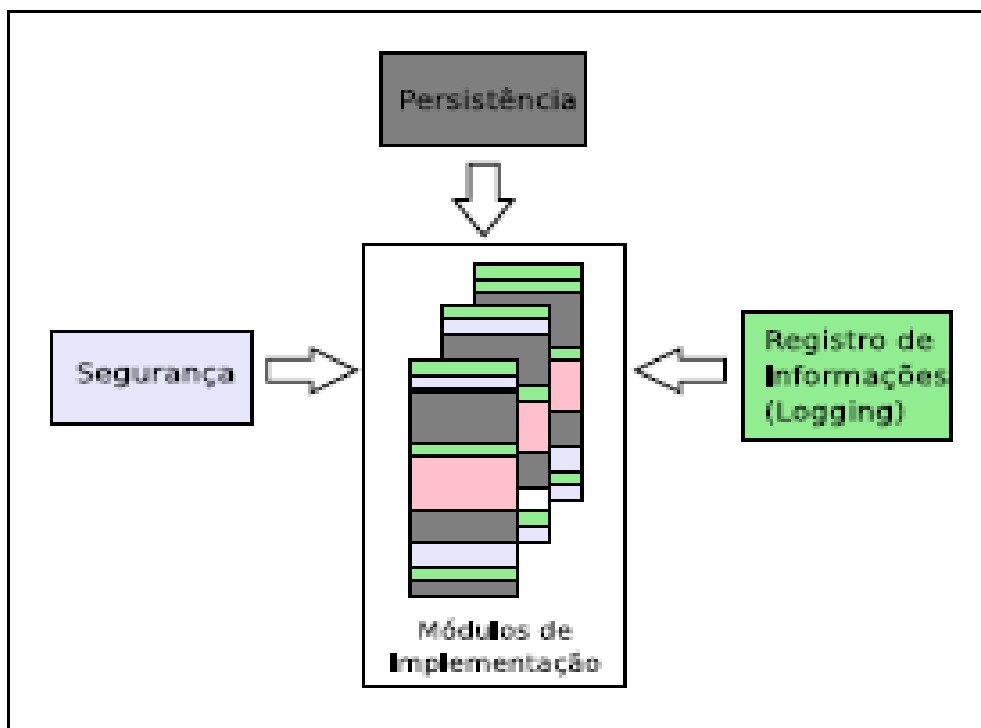 Persistência
Segurança
Registro de
Informações
(Logging)
Módulos de
Implementação